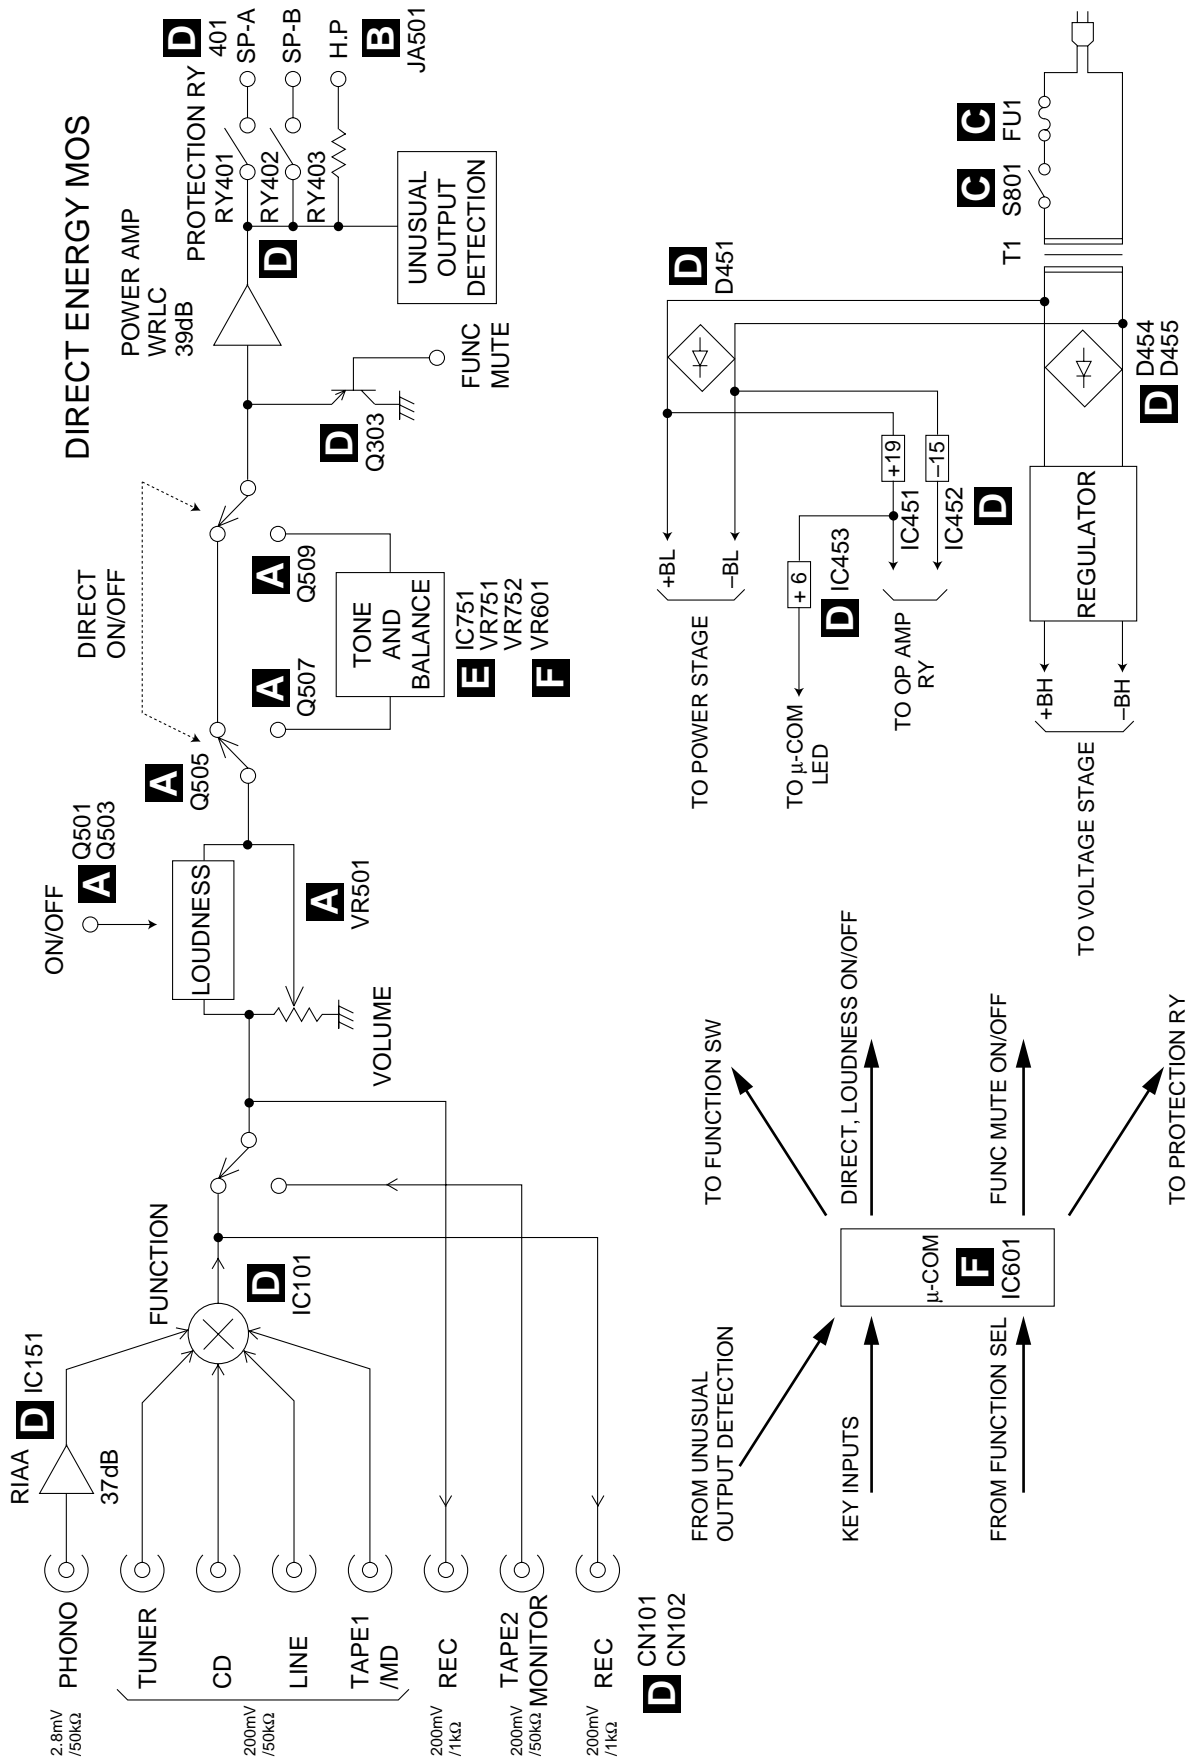 DIRECT ENERGY MOS
2.8mV
/50kΩ
PHONO
RIAA
37dB
D IC151
TUNER
CD
LINE
TAPE1
/MD
200mV
/50kΩ
REC
200mV
/1kΩ
TAPE2
MONITOR
200mV
/50kΩ
REC
200mV
/1kΩ
D CN101
CN102
FUNCTION
D
IC101
VOLUME
A
VR501
LOUDNESS
ON/OFF
A Q501
Q503
A
Q505
DIRECT
ON/OFF
A
Q507
A
Q509
TONE
AND
BALANCE
E IC751
VR751
VR752
F VR601
D
Q303
FUNC
MUTE
POWER AMP
WRLC
39dB
D
PROTECTION RY
D
401
RY401
RY402
RY403
SP-A
SP-B
H.P
B
JA501
UNUSUAL
OUTPUT
DETECTION
FROM UNUSUAL
OUTPUT DETECTION
KEY INPUTS
FROM FUNCTION SEL
μ-COM
F
IC601
TO FUNCTION SW
DIRECT, LOUDNESS ON/OFF
FUNC MUTE ON/OFF
TO PROTECTION RY
TO POWER STAGE
+BL
–BL
D
D451
TO μ-COM
LED
+ 6
D IC453
TO OP AMP
RY
+19
IC451
–15
IC452
D
TO VOLTAGE STAGE
+BH
–BH
REGULATOR
D D454
D455
T1
C
S801
C
FU1